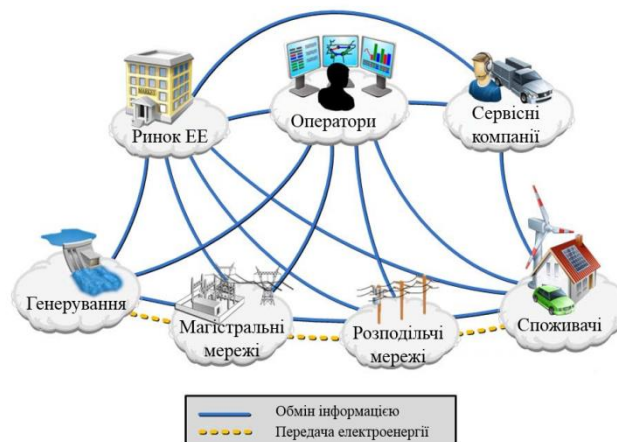 Ринок ЕЕ
Оператори
Сервісні
компанії
Генерування
Магістральні
мережі
Розподільчі
мережі
Споживачі
Обмін інформацією
Передача електроенергії